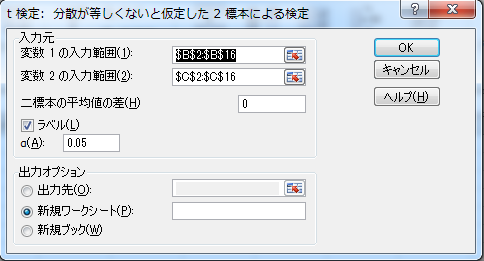 t 検定: 分散が等しくないと仮定した 2 標本による検定
入力元
変数 1 の入力範囲(1): $B$2:$B$16
変数 2 の入力範囲(2): $C$2:$C$16
二標本の平均値の差(H) 0
ラベル(L)
α(A): 0.05
出力オプション
出力先(O):
新規ワークシート(P):
新規ブック(W)
OK
キャンセル
ヘルプ(H)